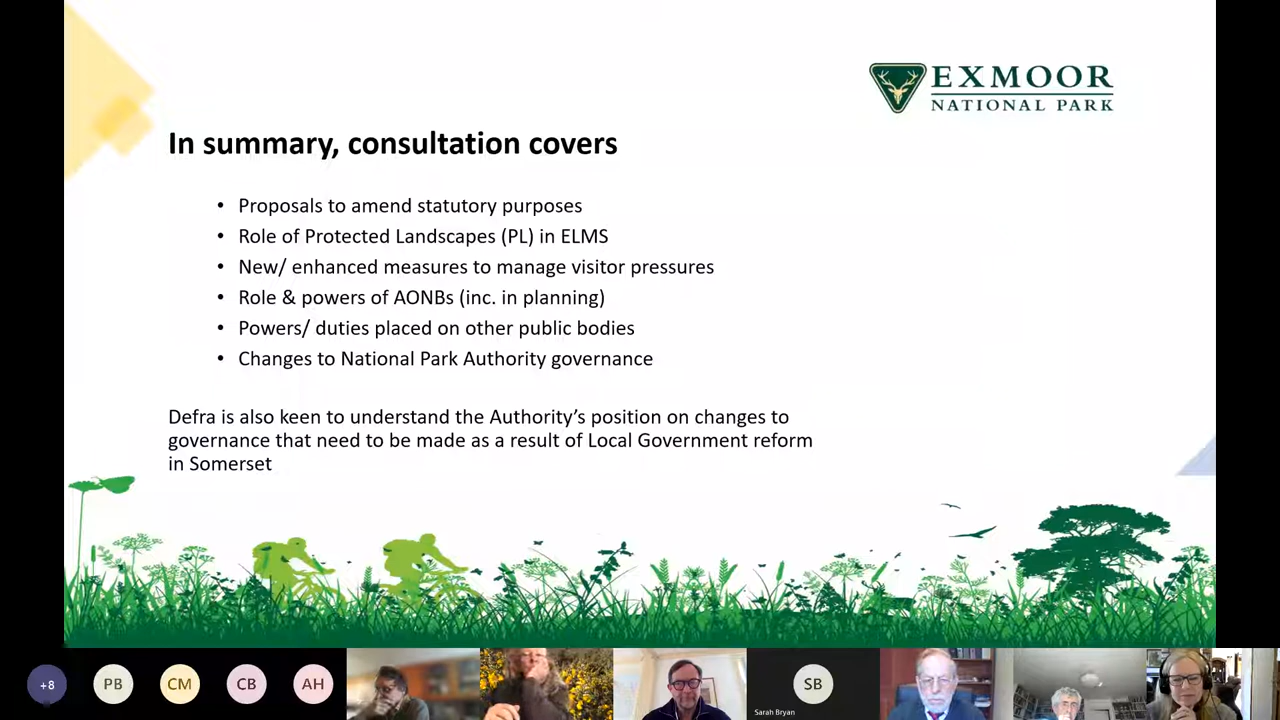 EXMOOR
NATIONAL PARK
In summary, consultation covers
• Proposals to amend statutory purposes
• Role of Protected Landscapes (PL) in ELMS
• New/ enhanced measures to manage visitor pressures
• Role & powers of AONBs (inc. in planning)
• Powers/ duties placed on other public bodies
• Changes to National Park Authority governance
Defra is also keen to understand the Authority's position on changes to
governance that need to be made as a result of Local Government reform
in Somerset
+8 PB CM CB AH SB
Sarah Bryan